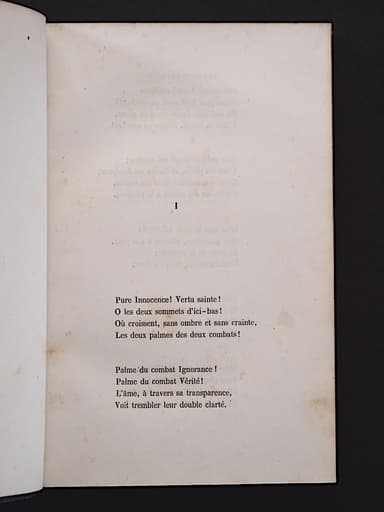 I
Pure Innocence! Vertu sainte!
O les deux sommets d'ici-bas!
Où croissent, sans ombre et sans crainte,
Les deux palmes des deux combats!
Palme du combat Ignorance!
Palme du combat Vérité!
L'âme, à travers sa transparence,
Voit trembler leur double clarté.